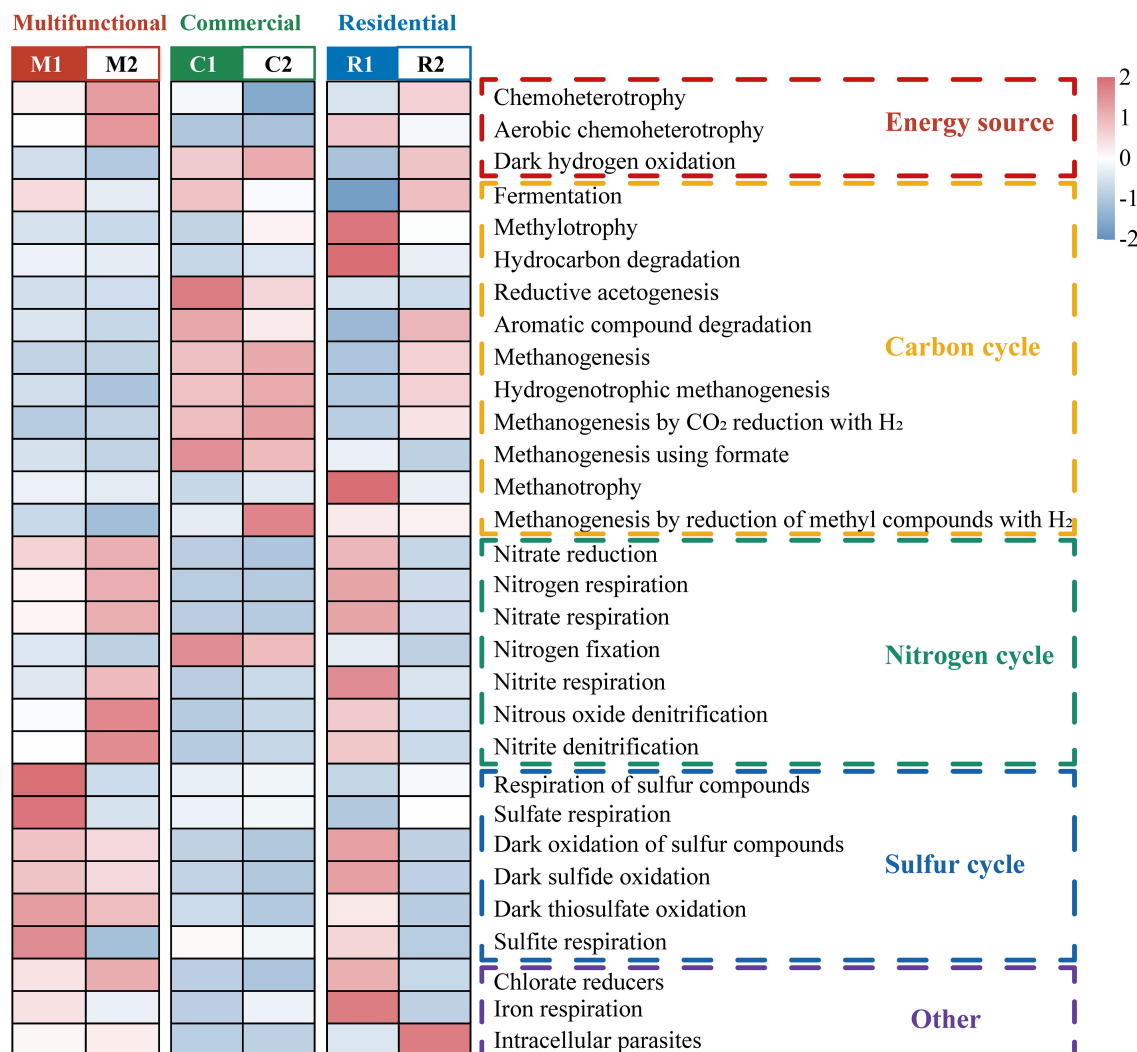 Multifunctional Commercial Residential
M1 M2 C1 C2 R1 R2
Chemoheterotrophy
Aerobic chemoheterotrophy
Dark hydrogen oxidation
Energy source
Fermentation
Methylotrophy
Hydrocarbon degradation
Reductive acetogenesis
Aromatic compound degradation
Methanogenesis
Hydrogenotrophic methanogenesis
Methanogenesis by CO₂ reduction with H₂
Methanogenesis using formate
Methanotrophy
Methanogenesis by reduction of methyl compounds with H₂
Carbon cycle
Nitrate reduction
Nitrogen respiration
Nitrate respiration
Nitrogen fixation
Nitrite respiration
Nitrous oxide denitrification
Nitrite denitrification
Nitrogen cycle
Respiration of sulfur compounds
Sulfate respiration
Dark oxidation of sulfur compounds
Dark sulfide oxidation
Dark thiosulfate oxidation
Sulfite respiration
Sulfur cycle
Chlorate reducers
Iron respiration
Intracellular parasites
Other
2
1
0
-1
-2